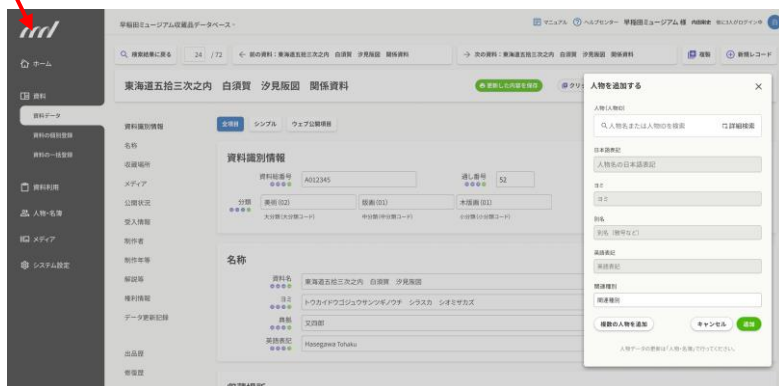 早稲田ミュージアム収蔵品データベース
マニュアル
ヘルプセンター
早稲田ミュージアム 様
他に3人がログイン中
検索結果に戻る
24 / 72
← 前の資料：東海道五拾三次之内 白須賀 汐見阪図 関係資料
→ 次の資料：東海道五拾三次之内 白須賀 汐見阪図 関係資料
複製
新規レコード
ホーム
資料
資料データ
資料の個別登録
資料の一括登録
資料利用
人物・名簿
メディア
システム設定
東海道五拾三次之内 白須賀 汐見阪図 関係資料
更新した内容を保存
クリッ
資料識別情報
名称
収蔵場所
メディア
公開状況
受入情報
制作者
制作年等
解説等
権利情報
データ更新記録
出品歴
修復歴
全項目
シンプル
ウェブ公開項目
資料識別情報
資料総番号
A012345
通し番号
52
分類
美術 (02)
版画 (01)
木版画 (01)
大分類(大分類コード)
中分類(中分類コード)
小分類(小分類コード)
名称
資料名
東海道五拾三次之内 白須賀 汐見阪図
ヨミ
トウカイドウゴジュウサンツギノウチ シラスカ シオミザカズ
英語表記
Hasegawa Tohaku
人物を追加する
人物(人物ID)
人物名または人物IDを検索
詳細検索
日本語表記
人物名の日本語表記
ヨミ
ヨミ
別名
別名（雅号など）
英語表記
英語表記
関連種別
関連種別
複数の人物を追加
キャンセル
追加
人物データの更新は「人物・名簿」で行ってください。